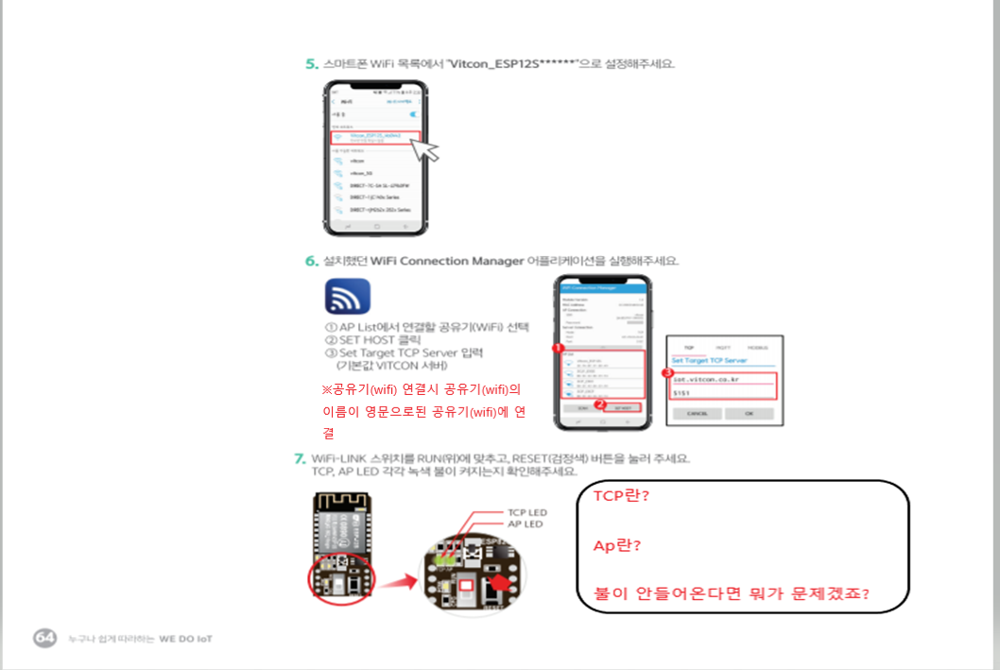 5. 스마트폰 WiFi 목록에서 "Vitcon_ESP12S******"으로 설정해주세요.
vitcon
vitcon_5G
6. 설치했던 WiFi Connection Manager 어플리케이션을 실행해주세요.
① AP List에서 연결할 공유기(WiFi) 선택
② SET HOST 클릭
③ Set Target TCP Server 입력
(기본값 VITCON 서버)
※공유기(wifi) 연결시 공유기(wifi)의
이름이 영문으로된 공유기(wifi)에 연
결
WiFi Connection Manager
1
2
TCP MQTT MODBUS
Set Target TCP Server
3
iot.vitcon.co.kr
CANCEL OK
7. WiFi-LINK 스위치를 RUN(위)에 맞추고, RESET(검정색) 버튼을 눌러 주세요.
TCP, AP LED 각각 녹색 불이 켜지는지 확인해주세요.
TCP LED
AP LED
RESET
TCP란?
Ap란?
불이 안들어온다면 뭐가 문제겠죠?
64 누구나 쉽게 따라하는 WE DO IoT